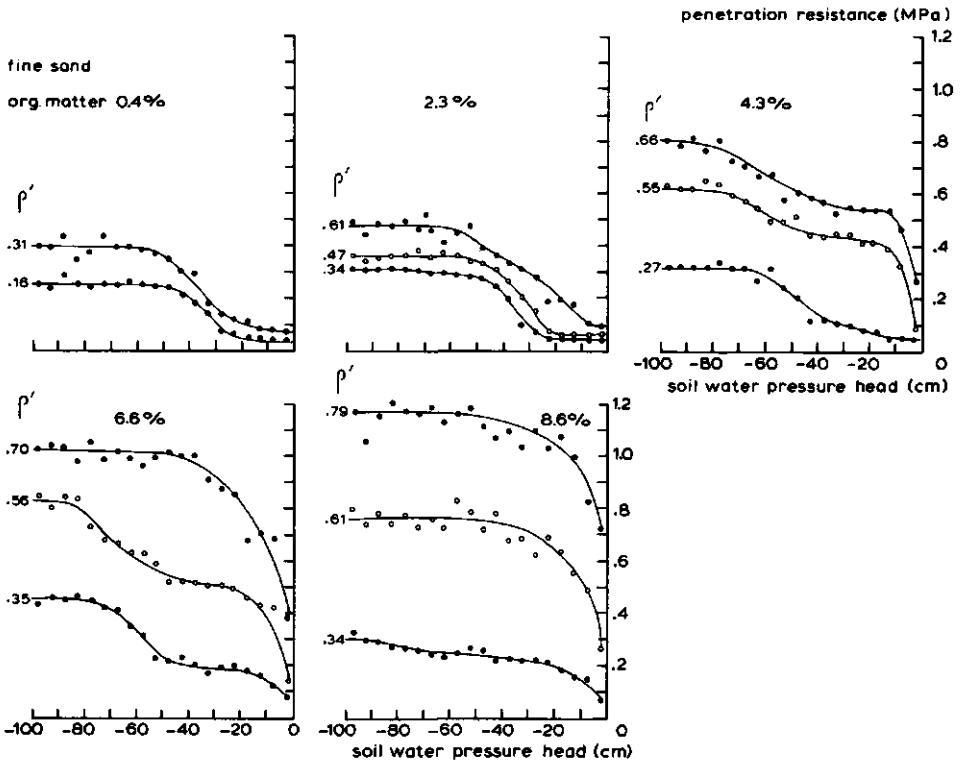 penetration resistance (MPa)
fine sand
org. matter 0.4%
2.3%
4.3%
ρ'
.31
.16
ρ'
.61
.47
.34
ρ'
.66
.55
.27
1.2
1.0
.8
.6
.4
.2
0
-100 -80 -60 -40 -20
soil water pressure head (cm)
ρ'
6.6%
.70
.56
.35
ρ'
8.6%
.79
.61
.34
1.2
1.0
.8
.6
.4
.2
0
-100 -80 -60 -40 -20 0
-100 -80 -60 -40 -20
soil water pressure head (cm)